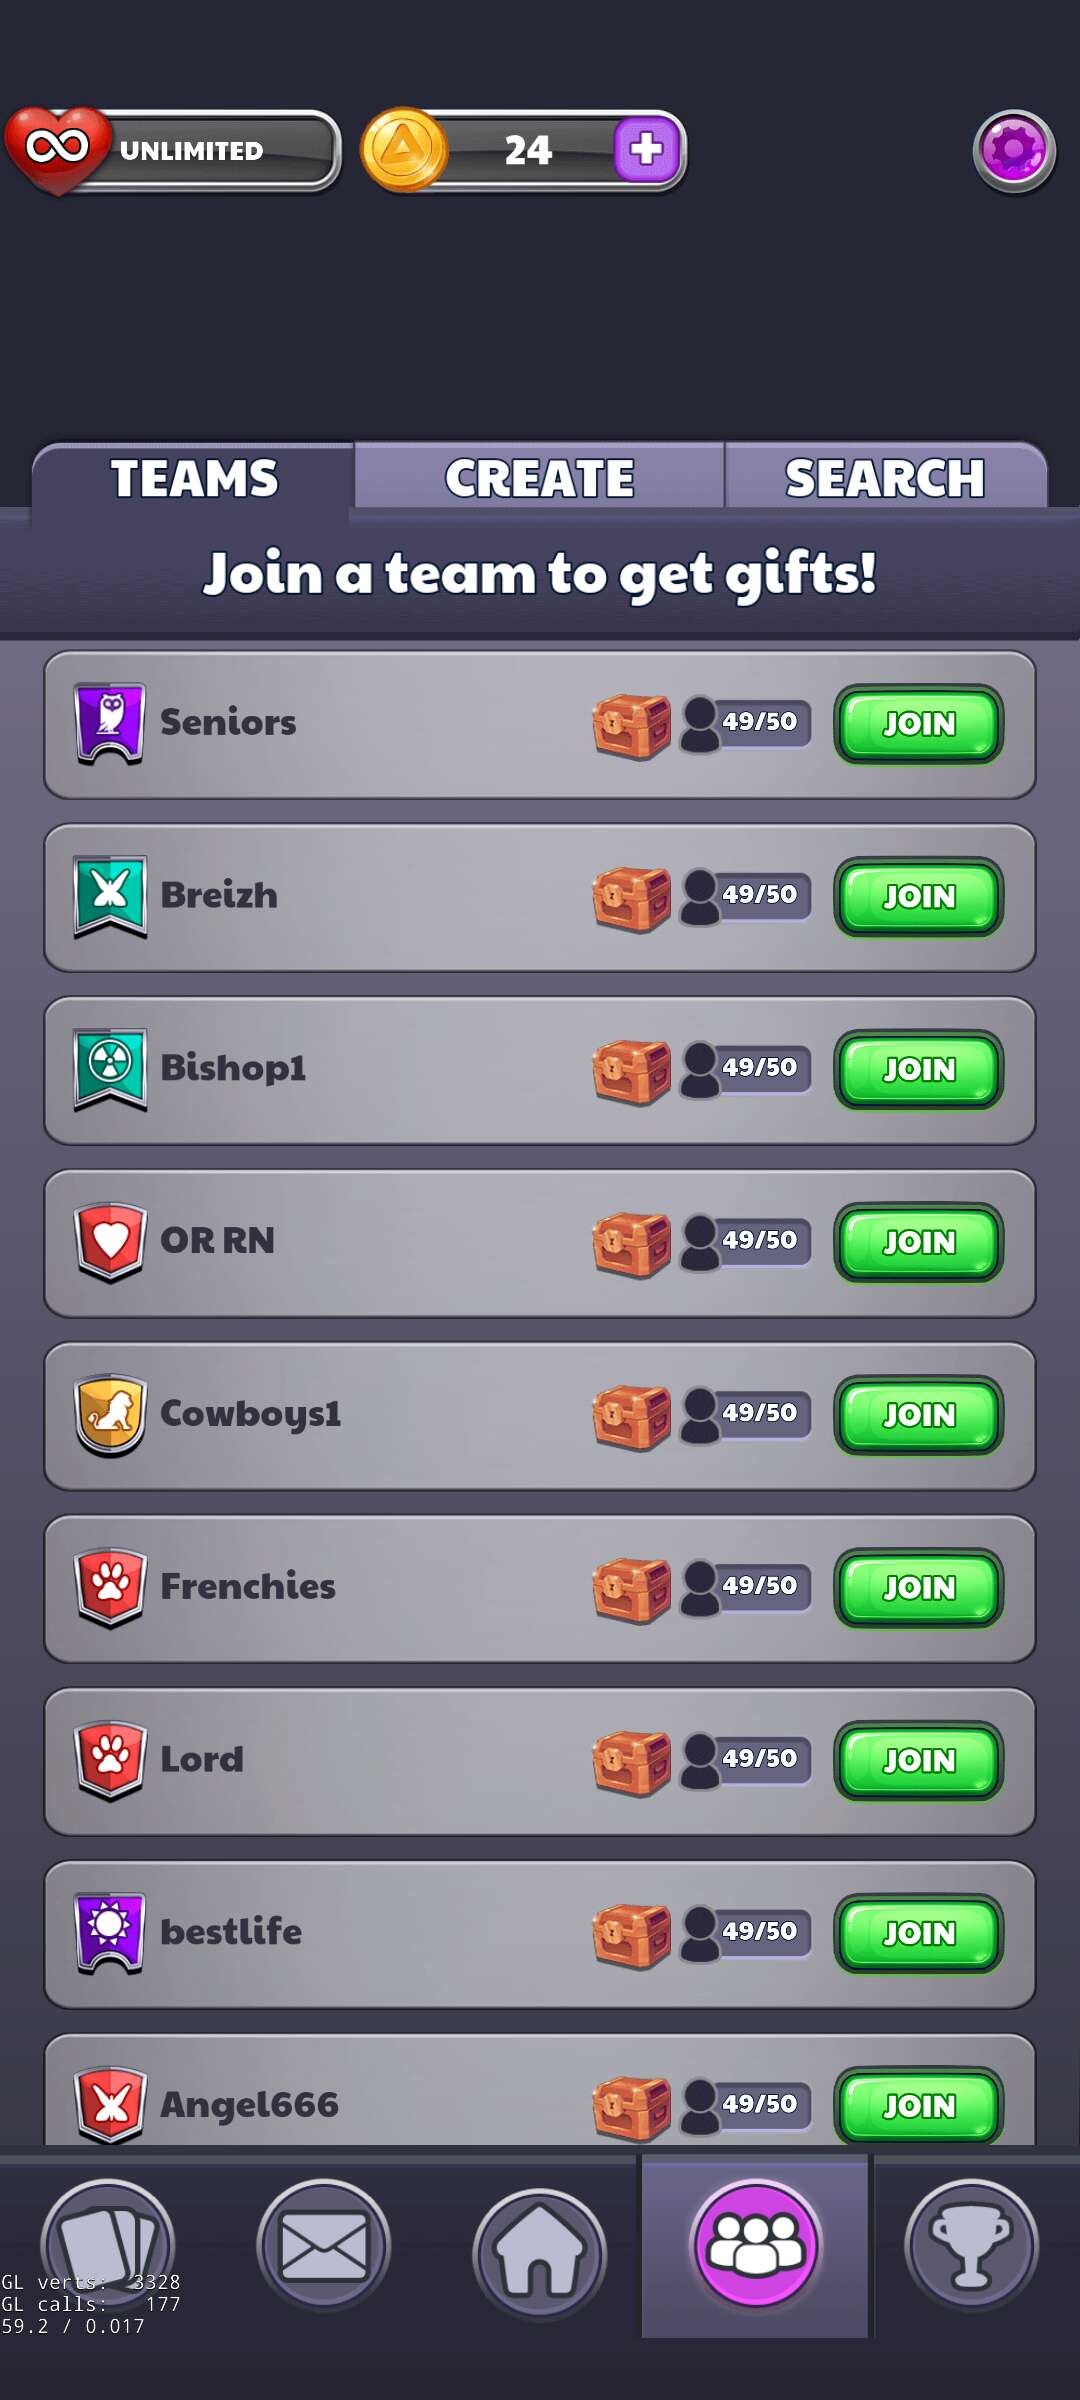 UNLIMITED
24
TEAMS CREATE SEARCH
Join a team to get gifts!
Seniors 49/50 JOIN
Breizh 49/50 JOIN
Bishop1 49/50 JOIN
OR RN 49/50 JOIN
Cowboys1 49/50 JOIN
Frenchies 49/50 JOIN
Lord 49/50 JOIN
bestlife 49/50 JOIN
Angel666 49/50 JOIN
GL verts: 3328
GL calls: 177
59.2 / 0.017